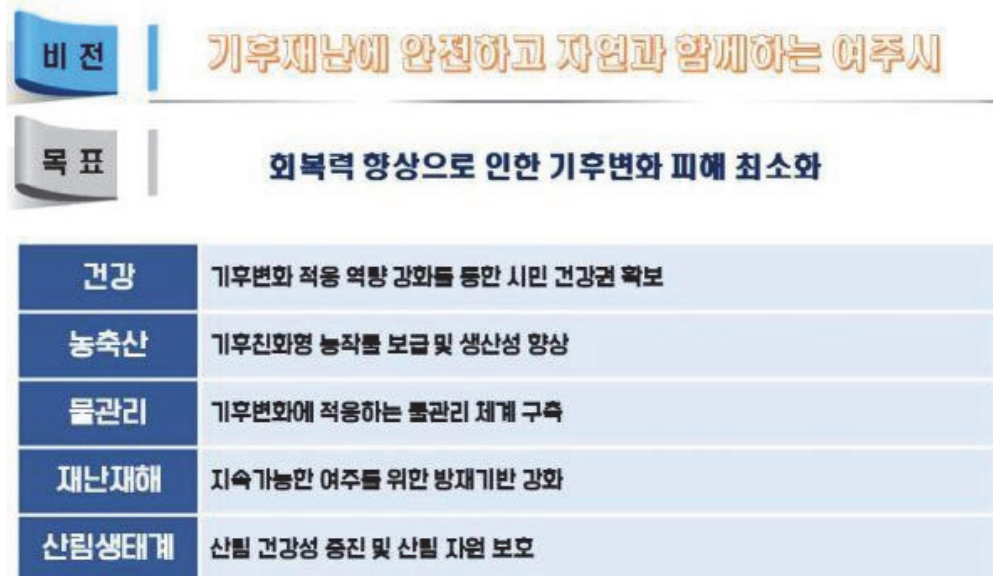 비 전
기후재난에 안전하고 자연과 함께하는 여주시
목 표
회복력 향상으로 인한 기후변화 피해 최소화
건강
기후변화 적응 역량 강화를 통한 시민 건강권 확보
농축산
기후친화형 농작물 보급 및 생산성 향상
물관리
기후변화에 적응하는 물관리 체계 구축
재난재해
지속가능한 여주를 위한 방재기반 강화
산림생태계
산림 건강성 증진 및 산림 자원 보호